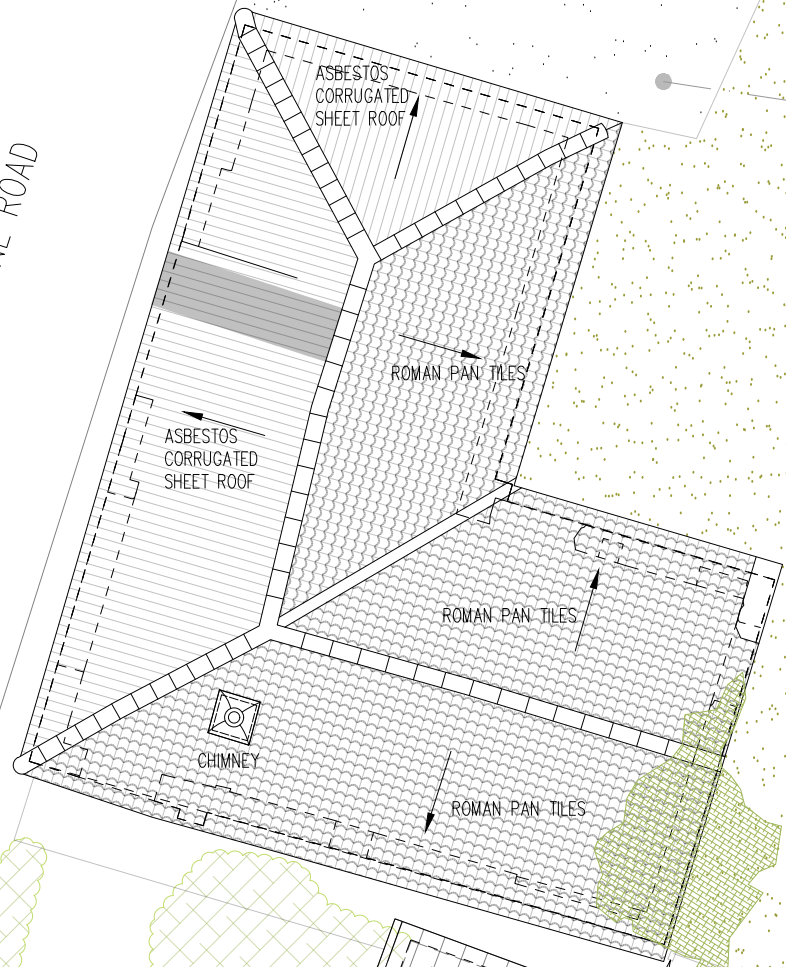 ASBESTOS
CORRUGATED
SHEET ROOF
ROAD
ROMAN PAN TILES
ASBESTOS
CORRUGATED
SHEET ROOF
ROMAN PAN TILES
CHIMNEY
ROMAN PAN TILES